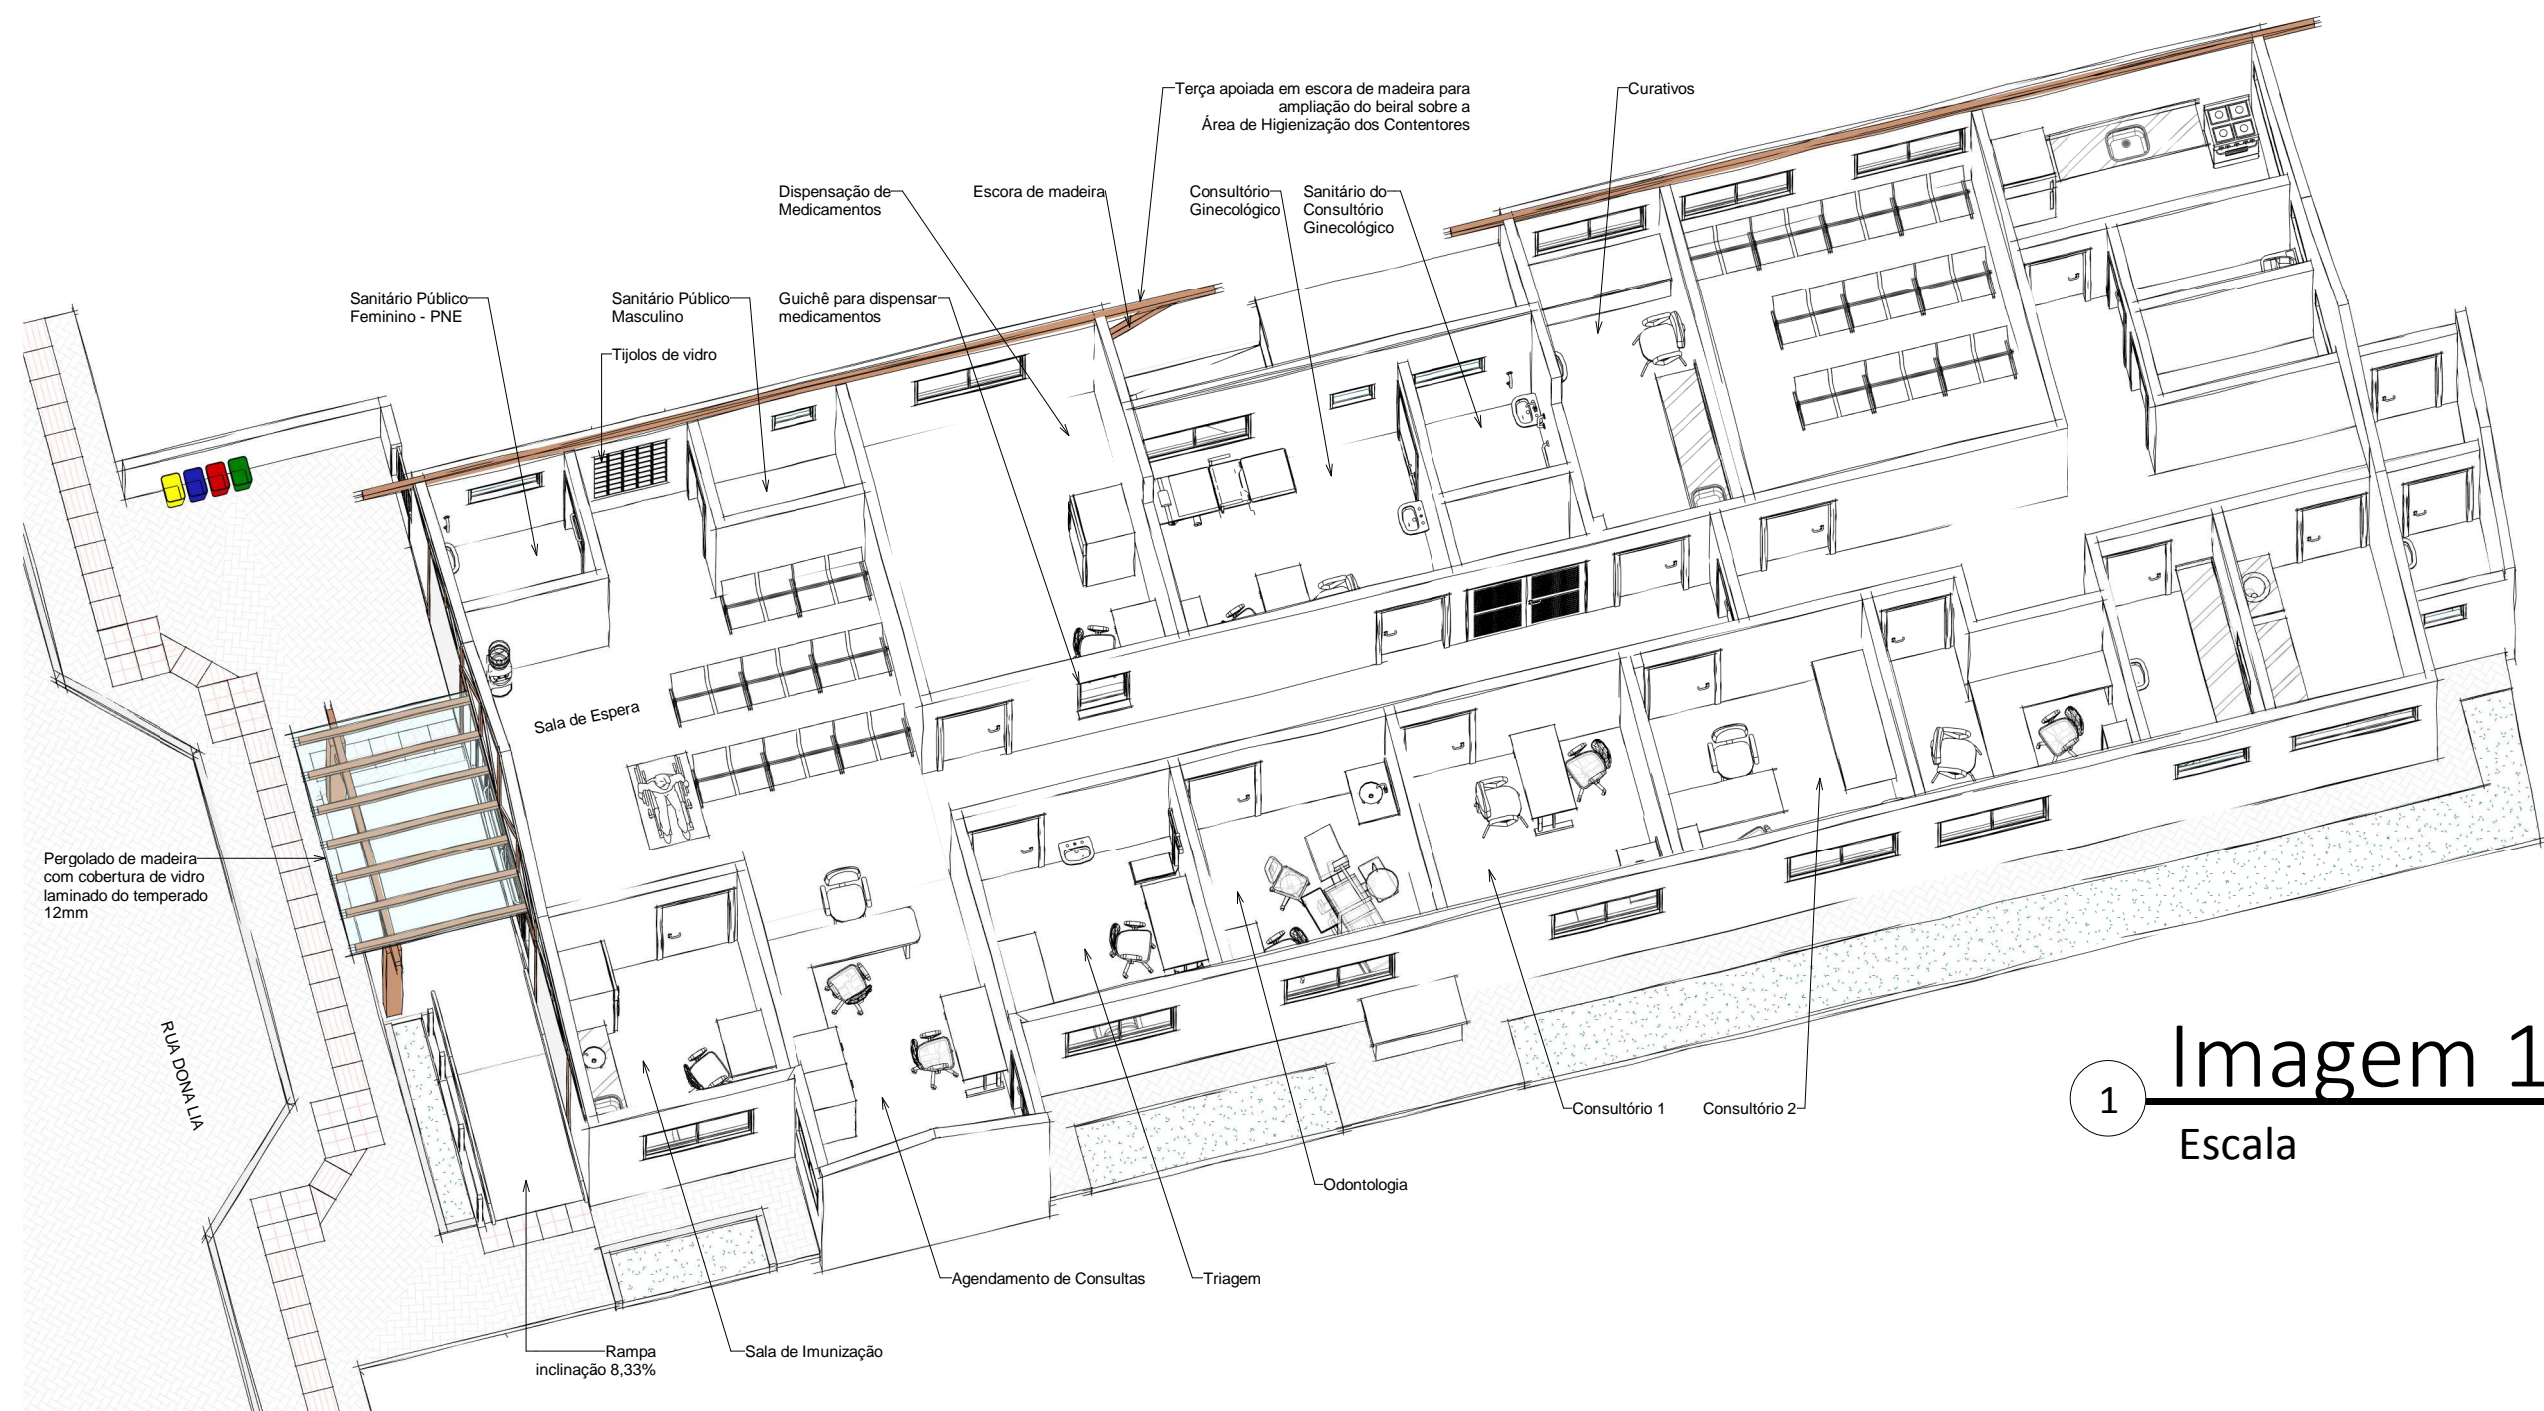 Terça apoiada em escora de madeira para
ampliação do beiral sobre a
Área de Higienização dos Contentores
Curativos
Dispensação de
Medicamentos
Escora de madeira
Consultório
Ginecológico
Sanitário do
Consultório
Ginecológico
Sanitário Público
Feminino - PNE
Sanitário Público
Masculino
Guichê para dispensar
medicamentos
Tijolos de vidro
Sala de Espera
Pergolado de madeira
com cobertura de vidro
laminado do temperado
12mm
RUA DONA LIA
Imagem 1
1
Escala
Consultório 1
Consultório 2
Odontologia
Agendamento de Consultas
Triagem
Rampa
inclinação 8,33%
Sala de Imunização